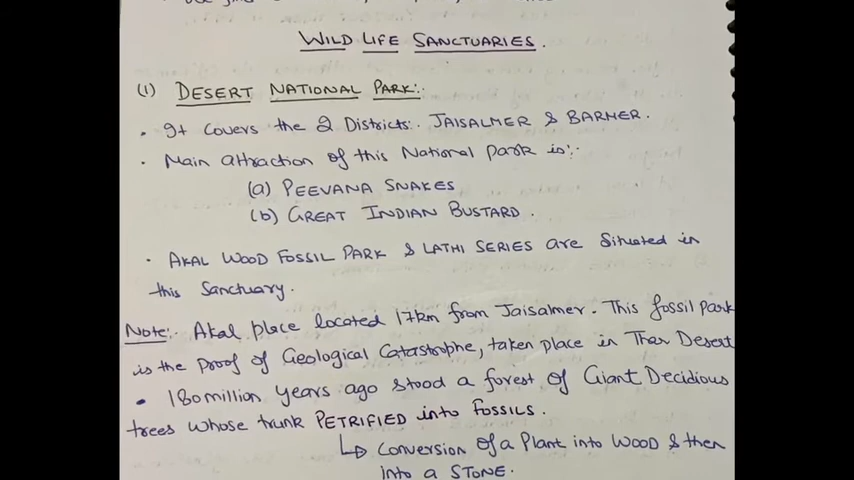 WILD LIFE SANCTUARIES.
(1) DESERT NATIONAL PARK:.
• It covers the 2 Districts: JAISALMER & BARMER.
• Main attraction of this National park is:.
(a) PEEVANA SNAKES
(b) GREAT INDIAN BUSTARD.
• AKAL WOOD FOSSIL PARK & LATHI SERIES are Situated in
this Sanctuary.
Note:. Akal place located 17km from Jaisalmer. This fossil Park
is the proof of Geological Catastrophe, taken place in Thar Desert
• 180 million years ago stood a forest of Giant Decidious
trees whose trunk PETRIFIED into FOSSILS.
↳ Conversion of a Plant into WOOD & then
into a STONE.